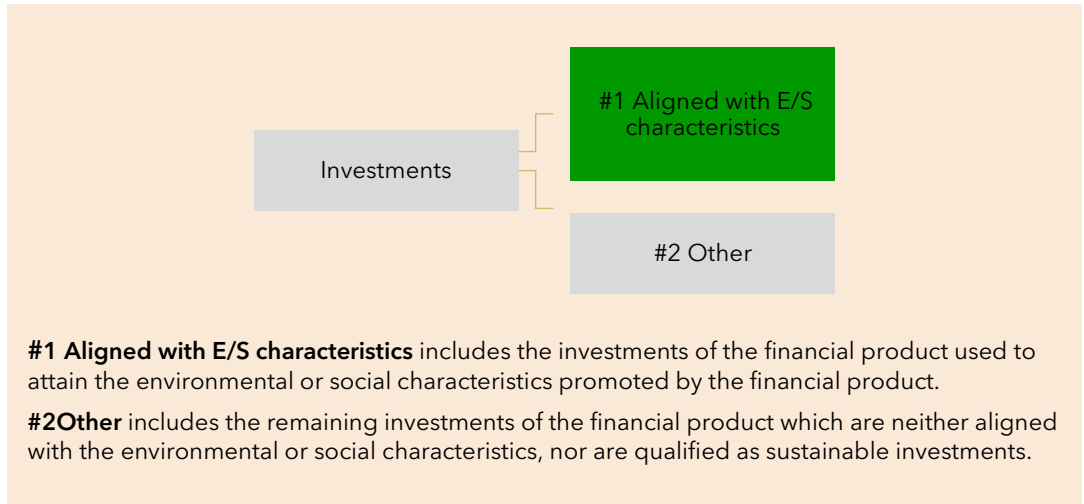 #1 Aligned with E/S
characteristics
Investments
#2 Other
#1 Aligned with E/S characteristics includes the investments of the financial product used to
attain the environmental or social characteristics promoted by the financial product.
#2Other includes the remaining investments of the financial product which are neither aligned
with the environmental or social characteristics, nor are qualified as sustainable investments.